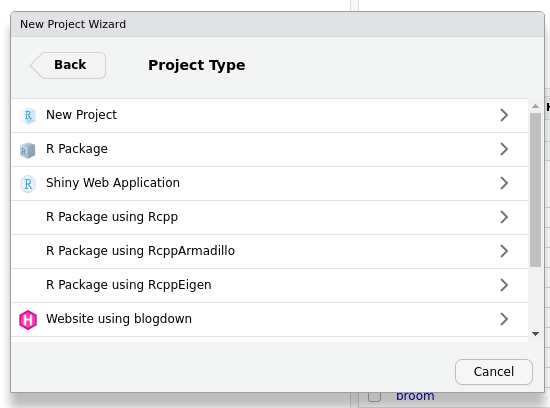 New Project Wizard
Back
Project Type
New Project
R Package
Shiny Web Application
R Package using Rcpp
R Package using RcppArmadillo
R Package using RcppEigen
Website using blogdown
Cancel
broom